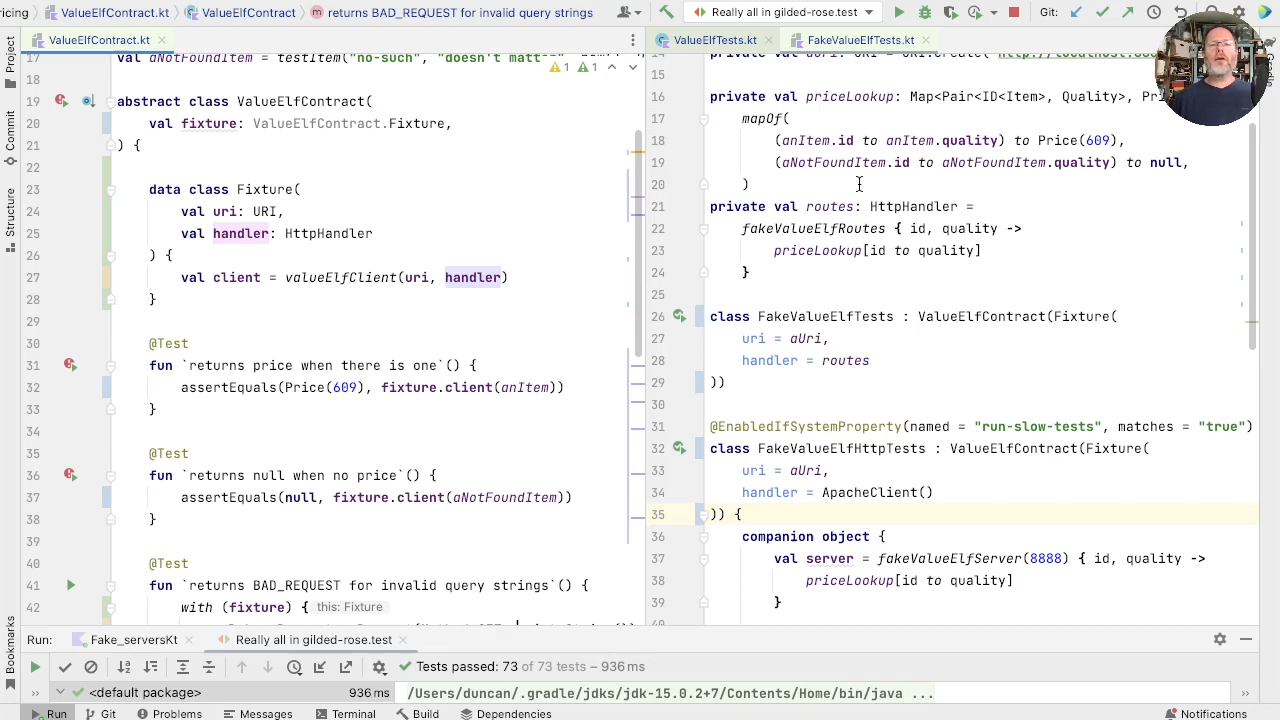 ricing
ValueElfContract.kt
ValueElfContract
returns BAD_REQUEST for invalid query strings
Really all in gilded-rose.test
Git:
ValueElfContract.kt
ValueElfTests.kt
FakeValueElfTests.kt
Project
Commit
Structure
Bookmarks
1
1
17 val aNotFoundItem = testItem("no-such", "doesn't matt
18
19 abstract class ValueElfContract(
20 val fixture: ValueElfContract.Fixture,
21 ) {
22
23 data class Fixture(
24 val uri: URI,
25 val handler: HttpHandler
26 ) {
27 val client = valueElfClient(uri, handler)
28 }
29
30 @Test
31 fun `returns price when there is one`() {
32 assertEquals(Price(609), fixture.client(anItem))
33 }
34
35 @Test
36 fun `returns null when no price`() {
37 assertEquals(null, fixture.client(aNotFoundItem))
38 }
39
40 @Test
41 fun `returns BAD_REQUEST for invalid query strings`() {
42 with (fixture) { this: Fixture
15
16 private val priceLookup: Map<Pair<ID<Item>, Quality>, Pri
17 mapOf(
18 (anItem.id to anItem.quality) to Price(609),
19 (aNotFoundItem.id to aNotFoundItem.quality) to null,
20 )
21 private val routes: HttpHandler =
22 fakeValueElfRoutes { id, quality ->
23 priceLookup[id to quality]
24 }
25
26 class FakeValueElfTests : ValueElfContract(Fixture(
27 uri = aUri,
28 handler = routes
29 ))
30
31 @EnabledIfSystemProperty(named = "run-slow-tests", matches = "true")
32 class FakeValueElfHttpTests : ValueElfContract(Fixture(
33 uri = aUri,
34 handler = ApacheClient()
35 )) {
36 companion object {
37 val server = fakeValueElfServer(8888) { id, quality ->
38 priceLookup[id to quality]
39 }
Run:
Fake_serversKt
Really all in gilded-rose.test
Tests passed: 73 of 73 tests – 936 ms
<default package>
936 ms
/Users/duncan/.gradle/jdks/jdk-15.0.2+7/Contents/Home/bin/java ...
Run
Git
Problems
Messages
Terminal
Build
Dependencies
Notifications